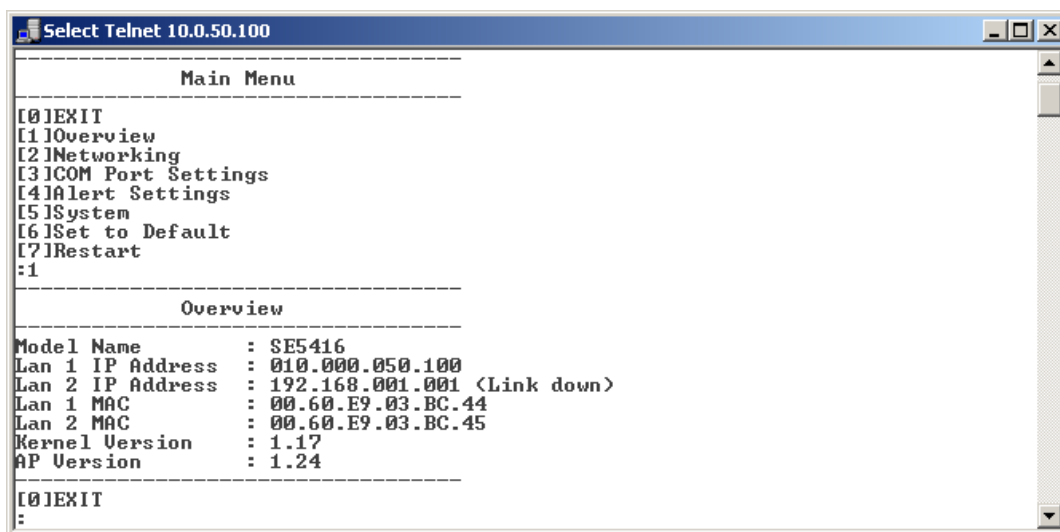 Select Telnet 10.0.50.100
Main Menu
[0]EXIT
[1]Overview
[2]Networking
[3]COM Port Settings
[4]Alert Settings
[5]System
[6]Set to Default
[7]Restart
:1
Overview
Model Name : SE5416
Lan 1 IP Address : 010.000.050.100
Lan 2 IP Address : 192.168.001.001 (Link down)
Lan 1 MAC : 00.60.E9.03.BC.44
Lan 2 MAC : 00.60.E9.03.BC.45
Kernel Version : 1.17
AP Version : 1.24
[0]EXIT
: